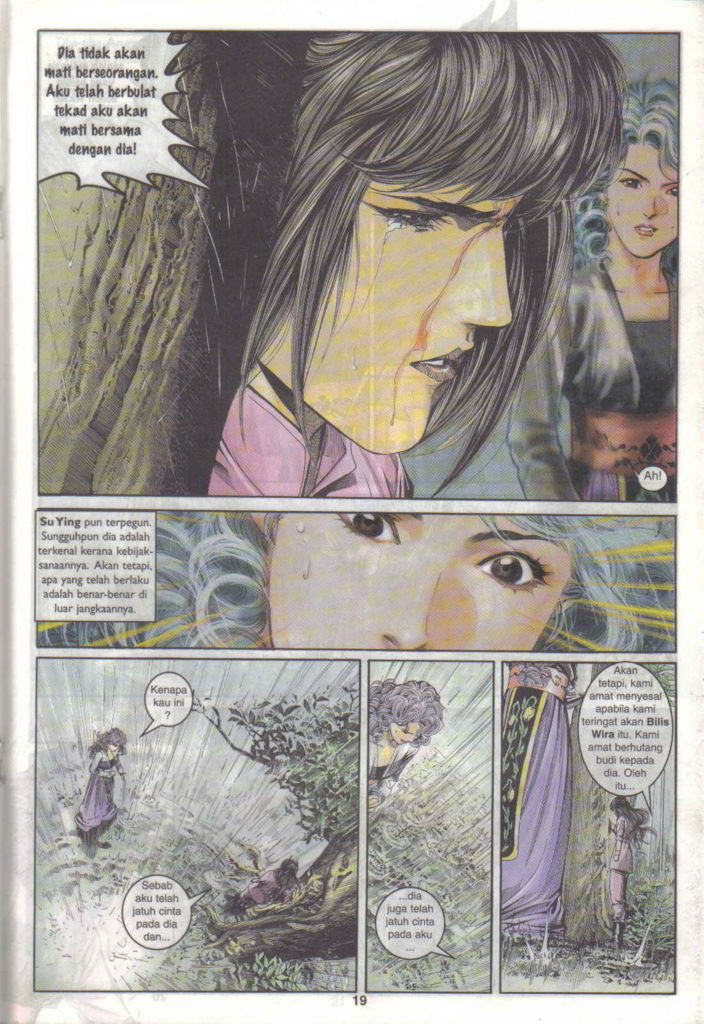 Dia tidak akan
mati berseorangan.
Aku telah berbulat
tekad aku akan
mati bersama
dengan dia!
Ah!
Su Ying pun terpegun.
Sungguhpun dia adalah
terkenal kerana kebijak-
sanaannya. Akan tetapi,
apa yang telah berlaku
adalah benar-benar di
luar jangkaannya.
Kenapa
kau ini
?
Sebab
aku telah
jatuh cinta
pada dia
dan...
...dia
juga telah
jatuh cinta
pada aku
...
Akan
tetapi, kami
amat menyesal
apabila kami
teringat akan Bilis
Wira itu. Kami
amat berhutang
budi kepada
dia. Oleh
itu...
19